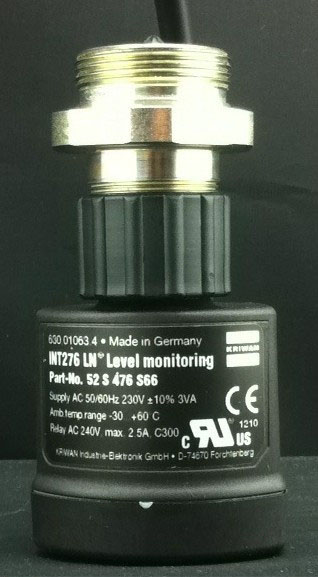 630 01063.4 • Made in Germany
KRIWAN
INT276 LN® Level monitoring
Part-No. 52 S 476 S66
Supply AC 50/60Hz 230V ±10% 3VA
CE
Amb.temp.range -30...+60°C
Relay AC 240V, max. 2.5A, C300
C RU US
1210
KRIWAN Industrie-Elektronik GmbH • D-74670 Forchtenberg